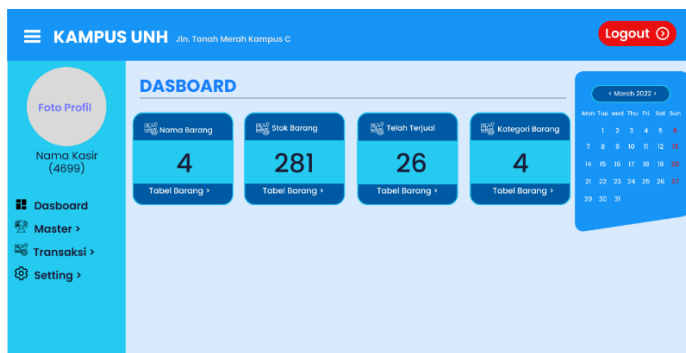 KAMPUS UNH Jln. Tanah Merah Kampus C
Logout
Foto Profil
Nama Kasir
(4699)
Dasboard
Master >
Transaksi >
Setting >
DASBOARD
Nama Barang
4
Tabel Barang >
Stok Barang
281
Tabel Barang >
Telah Terjual
26
Tabel Barang >
Kategori Barang
4
Tabel Barang >
< March 2022 >
Mon Tue wed Thu Fri Sat Sun
1 2 3 4 5 6
7 8 9 10 11 12 13
14 15 16 17 18 19 20
21 22 23 24 25 26 27
29 30 31